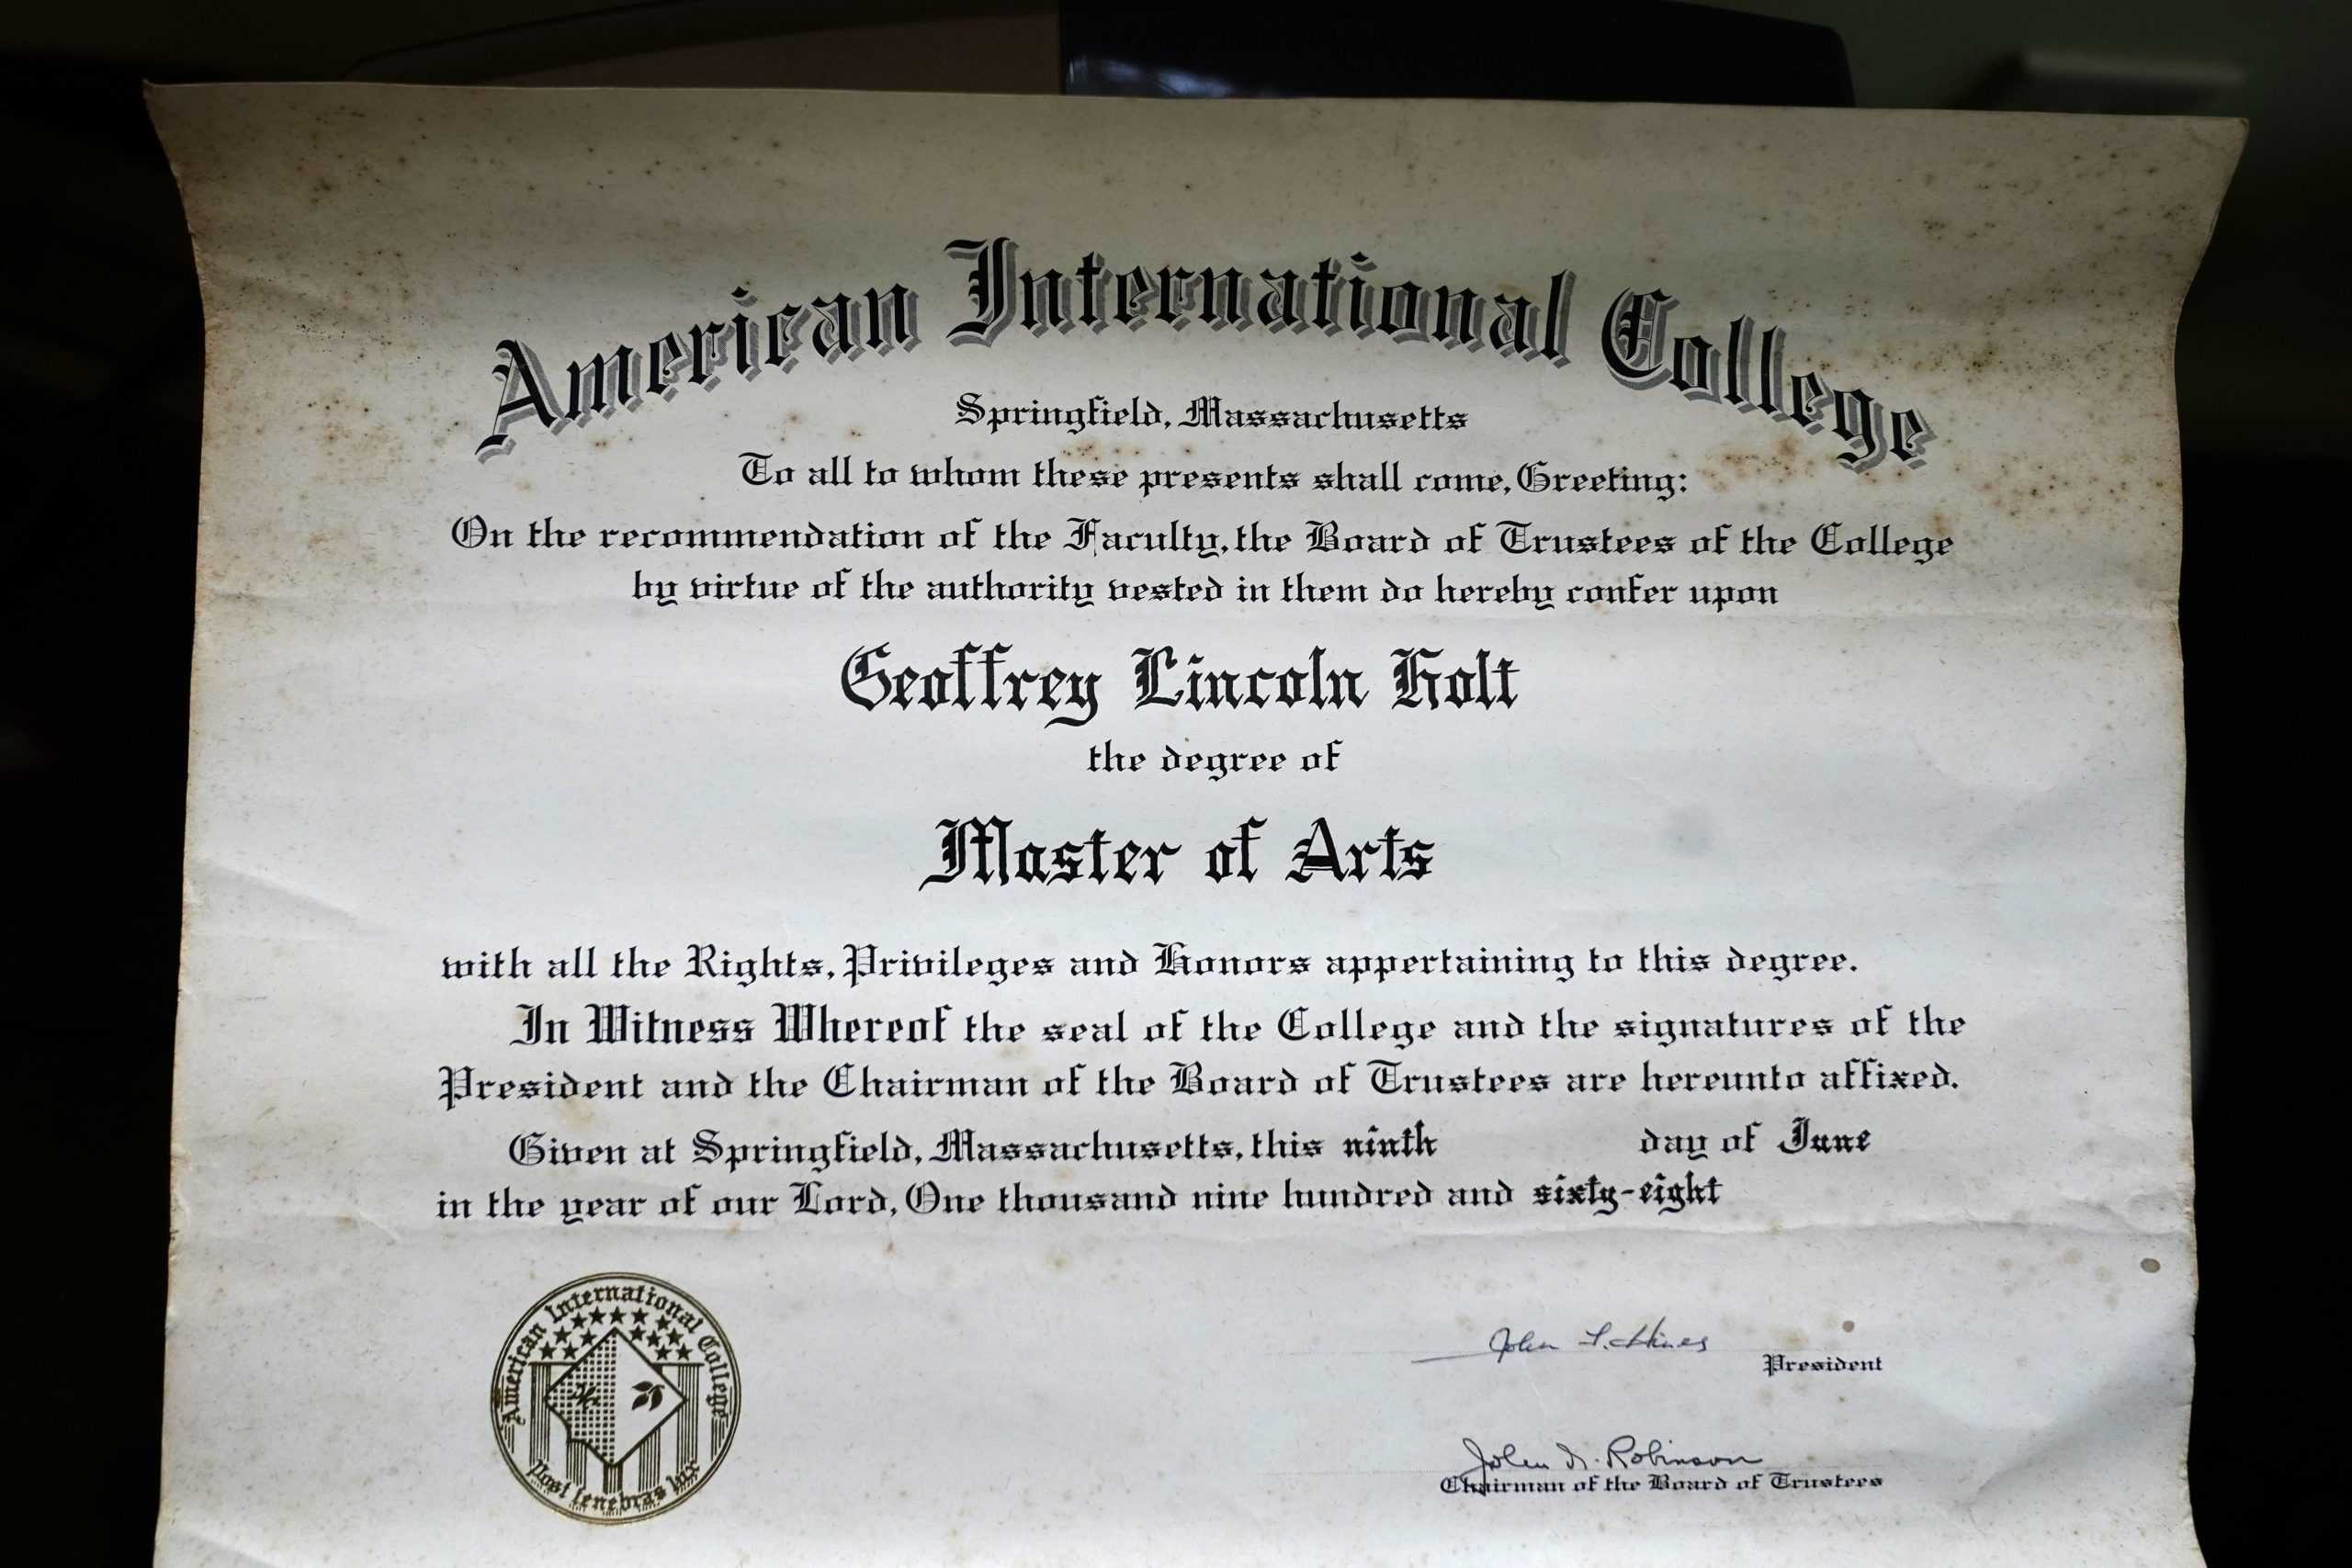 American International College
Springfield, Massachusetts
To all to whom these presents shall come, Greeting:
On the recommendation of the Faculty, the Board of Trustees of the College
by virtue of the authority vested in them do hereby confer upon
Geoffrey Lincoln Holt
the degree of
Master of Arts
with all the Rights, Privileges and Honors appertaining to this degree.
In Witness Whereof the seal of the College and the signatures of the
President and the Chairman of the Board of Trustees are hereunto affixed.
Given at Springfield, Massachusetts, this ninth day of June
in the year of our Lord, One thousand nine hundred and sixty-eight
American International College
Post tenebras lux
John F. Hines
President
John N. Robinson
Chairman of the Board of Trustees